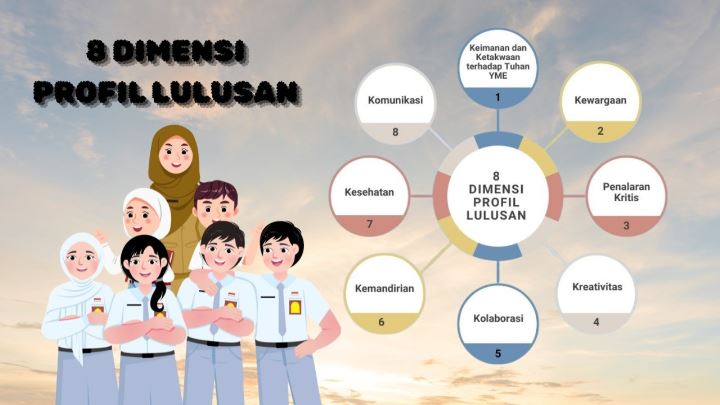 8 DIMENSI
PROFIL LULUSAN
Keimanan dan
Ketakwaan
terhadap Tuhan
YME
1
Kewargaan
2
Penalaran
Kritis
3
Kreativitas
4
Kolaborasi
5
Kemandirian
6
Kesehatan
7
Komunikasi
8
8
DIMENSI
PROFIL
LULUSAN